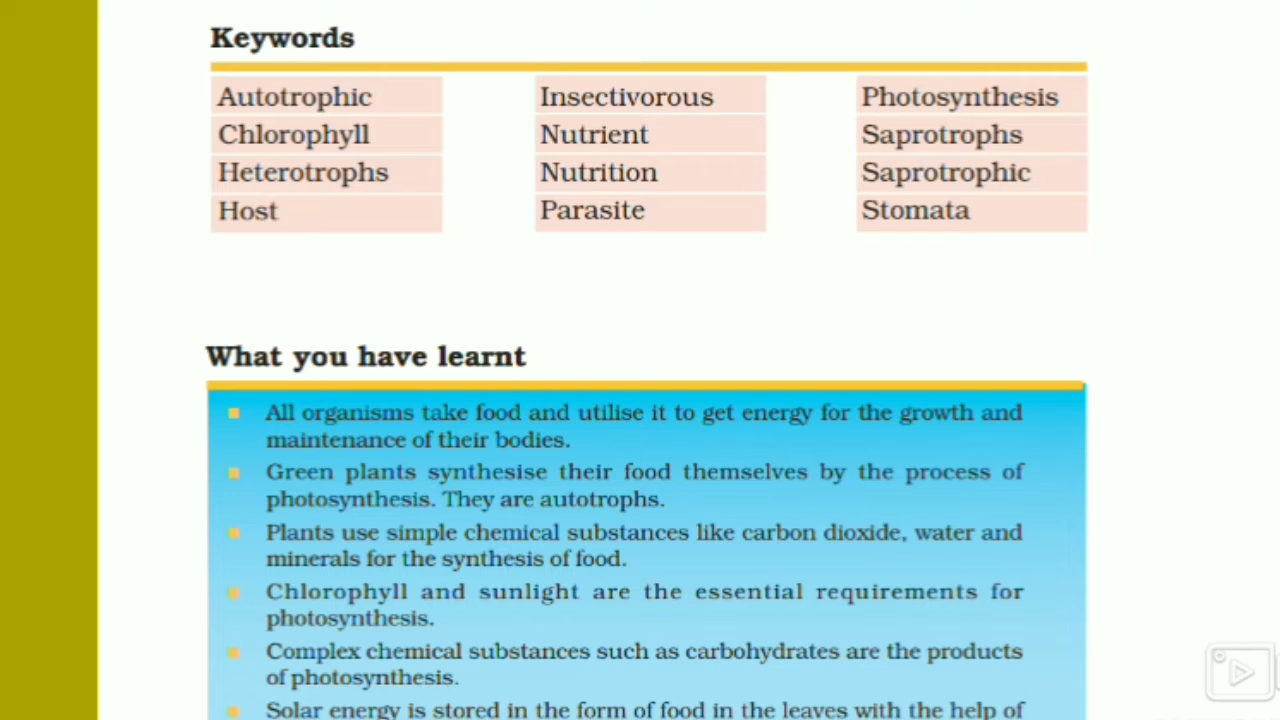 Keywords
Autotrophic Insectivorous Photosynthesis
Chlorophyll Nutrient Saprotrophs
Heterotrophs Nutrition Saprotrophic
Host Parasite Stomata
What you have learnt
All organisms take food and utilise it to get energy for the growth and
maintenance of their bodies.
Green plants synthesise their food themselves by the process of
photosynthesis. They are autotrophs.
Plants use simple chemical substances like carbon dioxide, water and
minerals for the synthesis of food.
Chlorophyll and sunlight are the essential requirements for
photosynthesis.
Complex chemical substances such as carbohydrates are the products
of photosynthesis.
Solar energy is stored in the form of food in the leaves with the help of